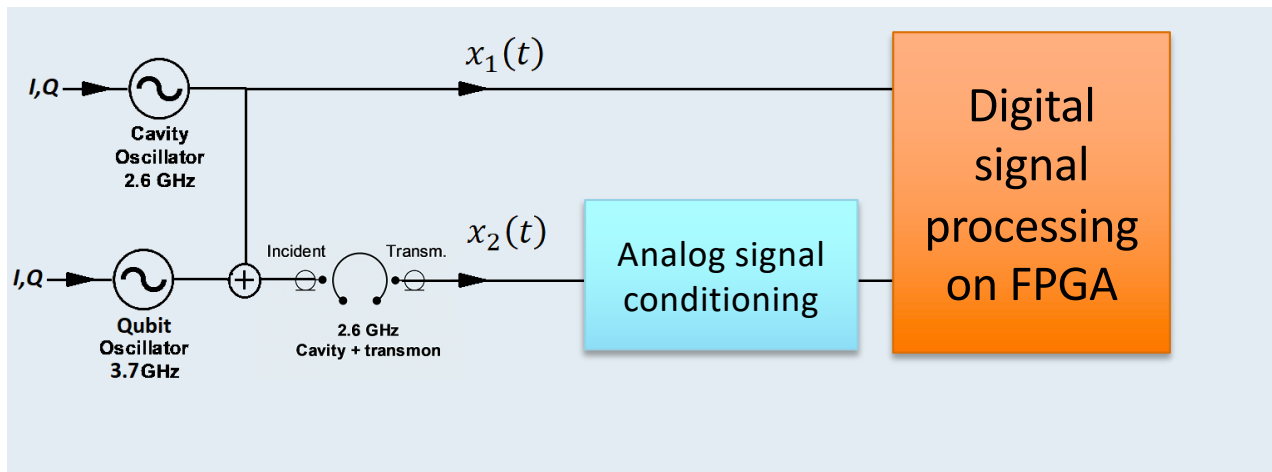 x₁(t)
I,Q
Cavity
Oscillator
2.6 GHz
Digital
signal
processing
on FPGA
Incident
Transm.
x₂(t)
I,Q
+
Qubit
Oscillator
3.7GHz
2.6 GHz
Cavity + transmon
Analog signal
conditioning